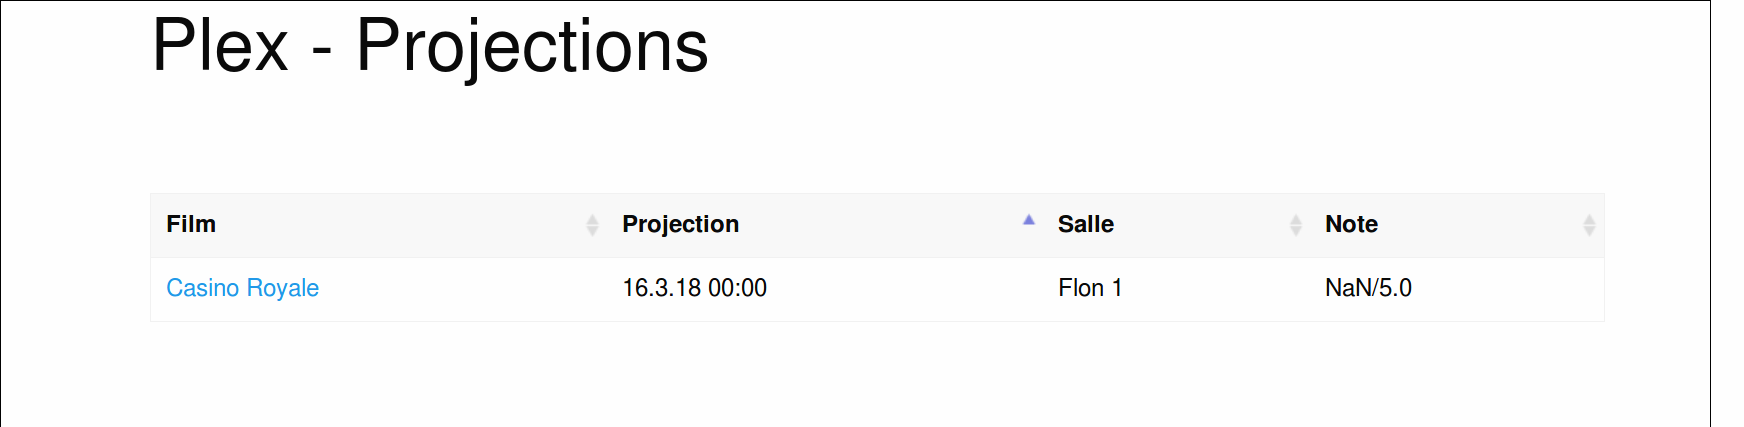 Plex - Projections
Film Projection Salle Note
Casino Royale 16.3.18 00:00 Flon 1 NaN/5.0